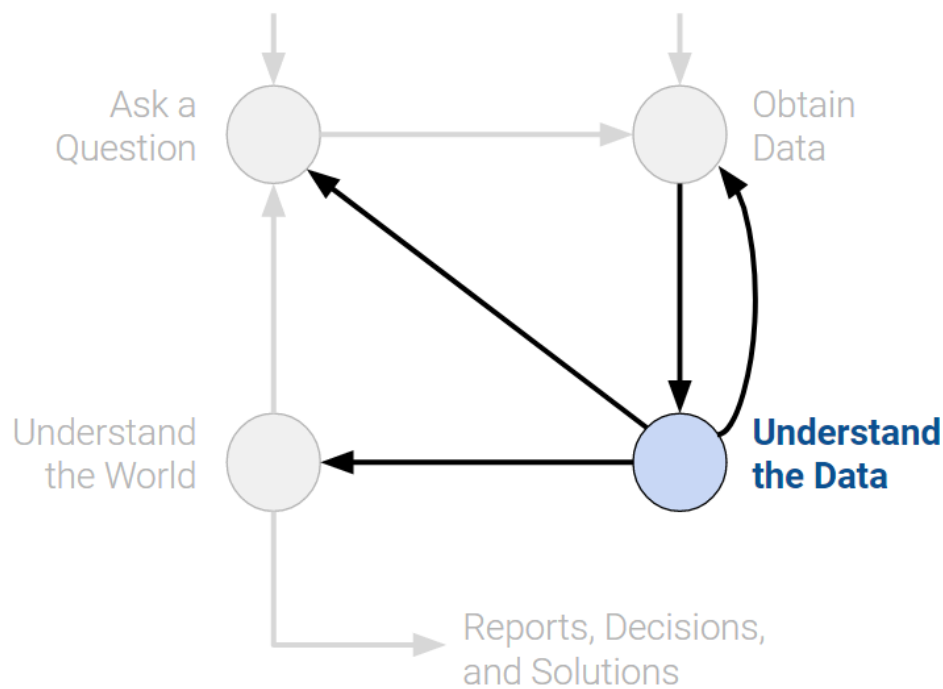 Ask a
Question
Obtain
Data
Understand
the World
Understand
the Data
Reports, Decisions,
and Solutions